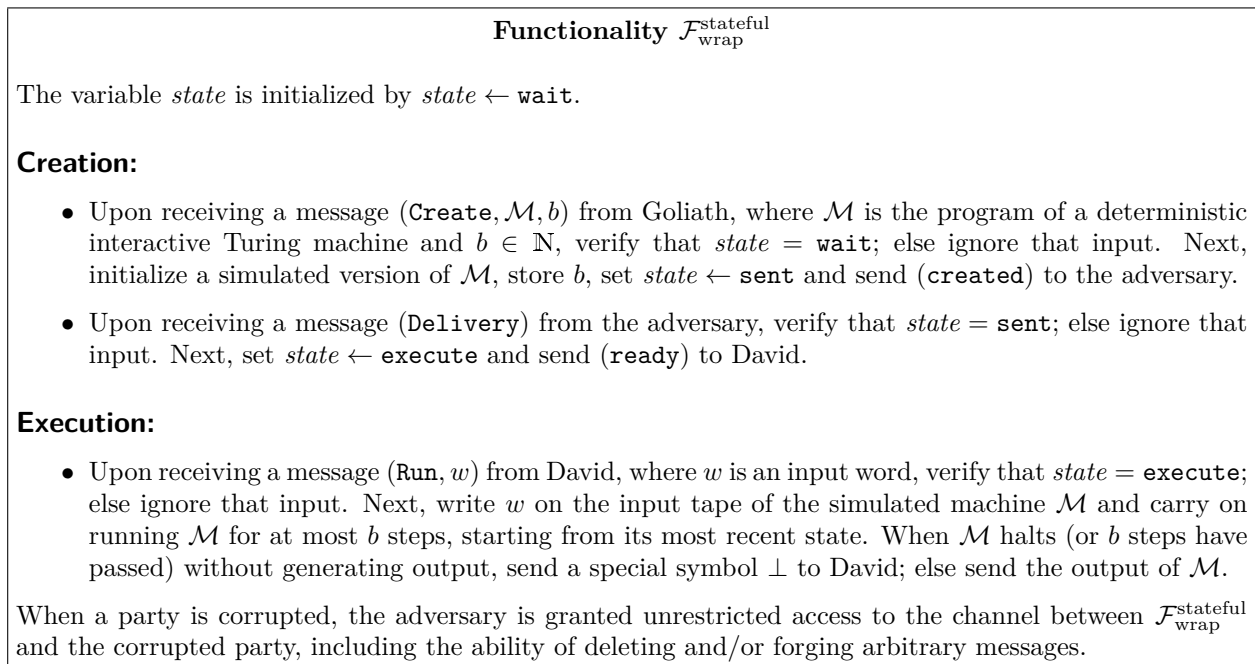 Functionality $\mathcal{F}_{\text{wrap}}^{\text{stateful}}$
The variable state is initialized by state ← wait.
Creation:
• Upon receiving a message (Create, $\mathcal{M}$, b) from Goliath, where $\mathcal{M}$ is the program of a deterministic
interactive Turing machine and b ∈ ℕ, verify that state = wait; else ignore that input. Next,
initialize a simulated version of $\mathcal{M}$, store b, set state ← sent and send (created) to the adversary.
• Upon receiving a message (Delivery) from the adversary, verify that state = sent; else ignore that
input. Next, set state ← execute and send (ready) to David.
Execution:
• Upon receiving a message (Run, w) from David, where w is an input word, verify that state = execute;
else ignore that input. Next, write w on the input tape of the simulated machine $\mathcal{M}$ and carry on
running $\mathcal{M}$ for at most b steps, starting from its most recent state. When $\mathcal{M}$ halts (or b steps have
passed) without generating output, send a special symbol ⊥ to David; else send the output of $\mathcal{M}$.
When a party is corrupted, the adversary is granted unrestricted access to the channel between $\mathcal{F}_{\text{wrap}}^{\text{stateful}}$
and the corrupted party, including the ability of deleting and/or forging arbitrary messages.